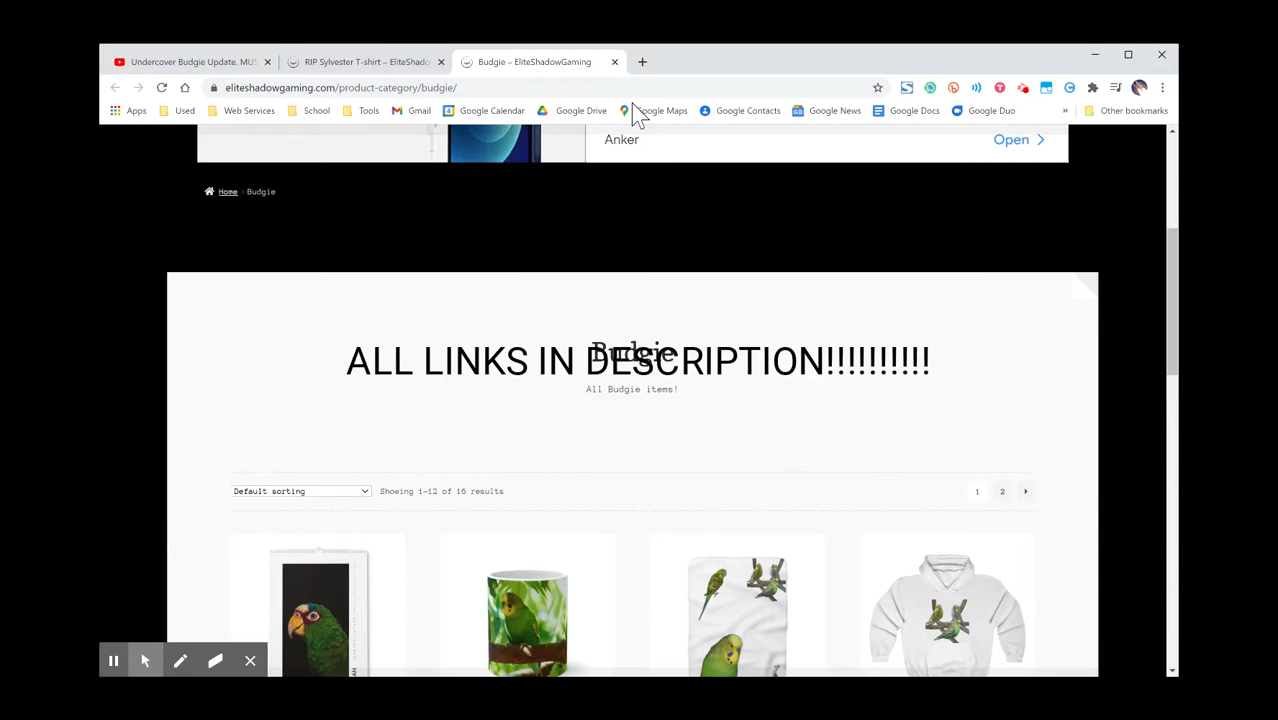 Undercover Budgie Update. MUS
RIP Sylvester T-shirt – EliteShadow
Budgie – EliteShadowGaming
eliteshadowgaming.com/product-category/budgie/
Apps Used Web Services School Tools Gmail Google Calendar Google Drive Google Maps Google Contacts Google News Google Docs Google Duo » Other bookmarks
Anker Open
Home › Budgie
Budgie
ALL LINKS IN DESCRIPTION!!!!!!!!!!
All Budgie items!
Default sorting Showing 1–12 of 16 results 1 2